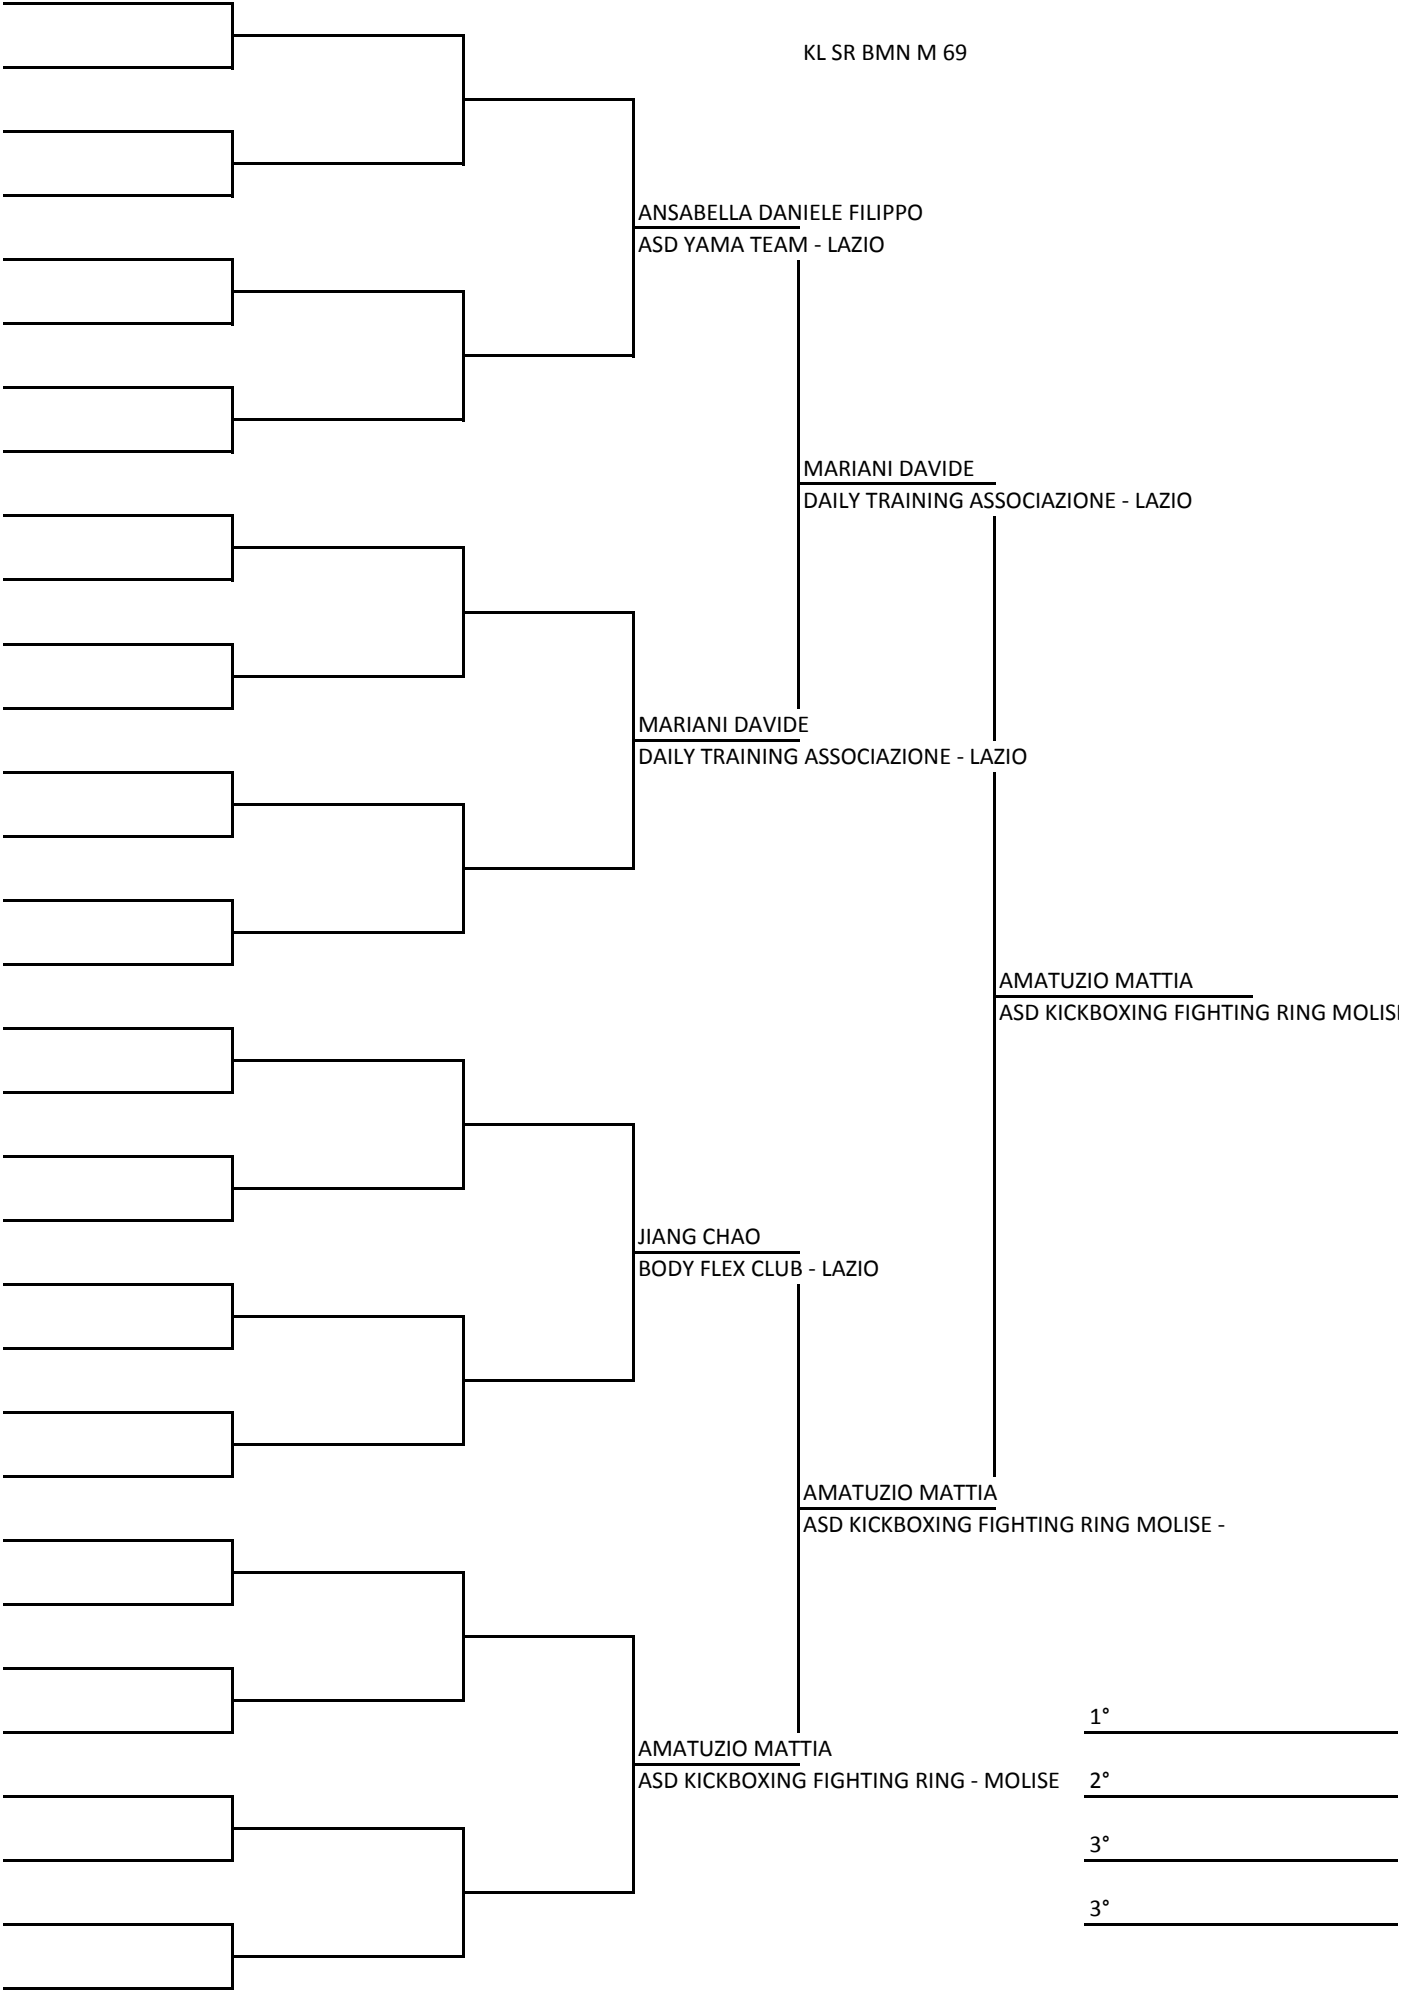 KL SR BMN M 69
ANSABELLA DANIELE FILIPPO
ASD YAMA TEAM - LAZIO
MARIANI DAVIDE
DAILY TRAINING ASSOCIAZIONE - LAZIO
MARIANI DAVIDE
DAILY TRAINING ASSOCIAZIONE - LAZIO
AMATUZIO MATTIA
ASD KICKBOXING FIGHTING RING MOLISI
JIANG CHAO
BODY FLEX CLUB - LAZIO
AMATUZIO MATTIA
ASD KICKBOXING FIGHTING RING MOLISE -
1°
AMATUZIO MATTIA
ASD KICKBOXING FIGHTING RING - MOLISE
2°
3°
3°